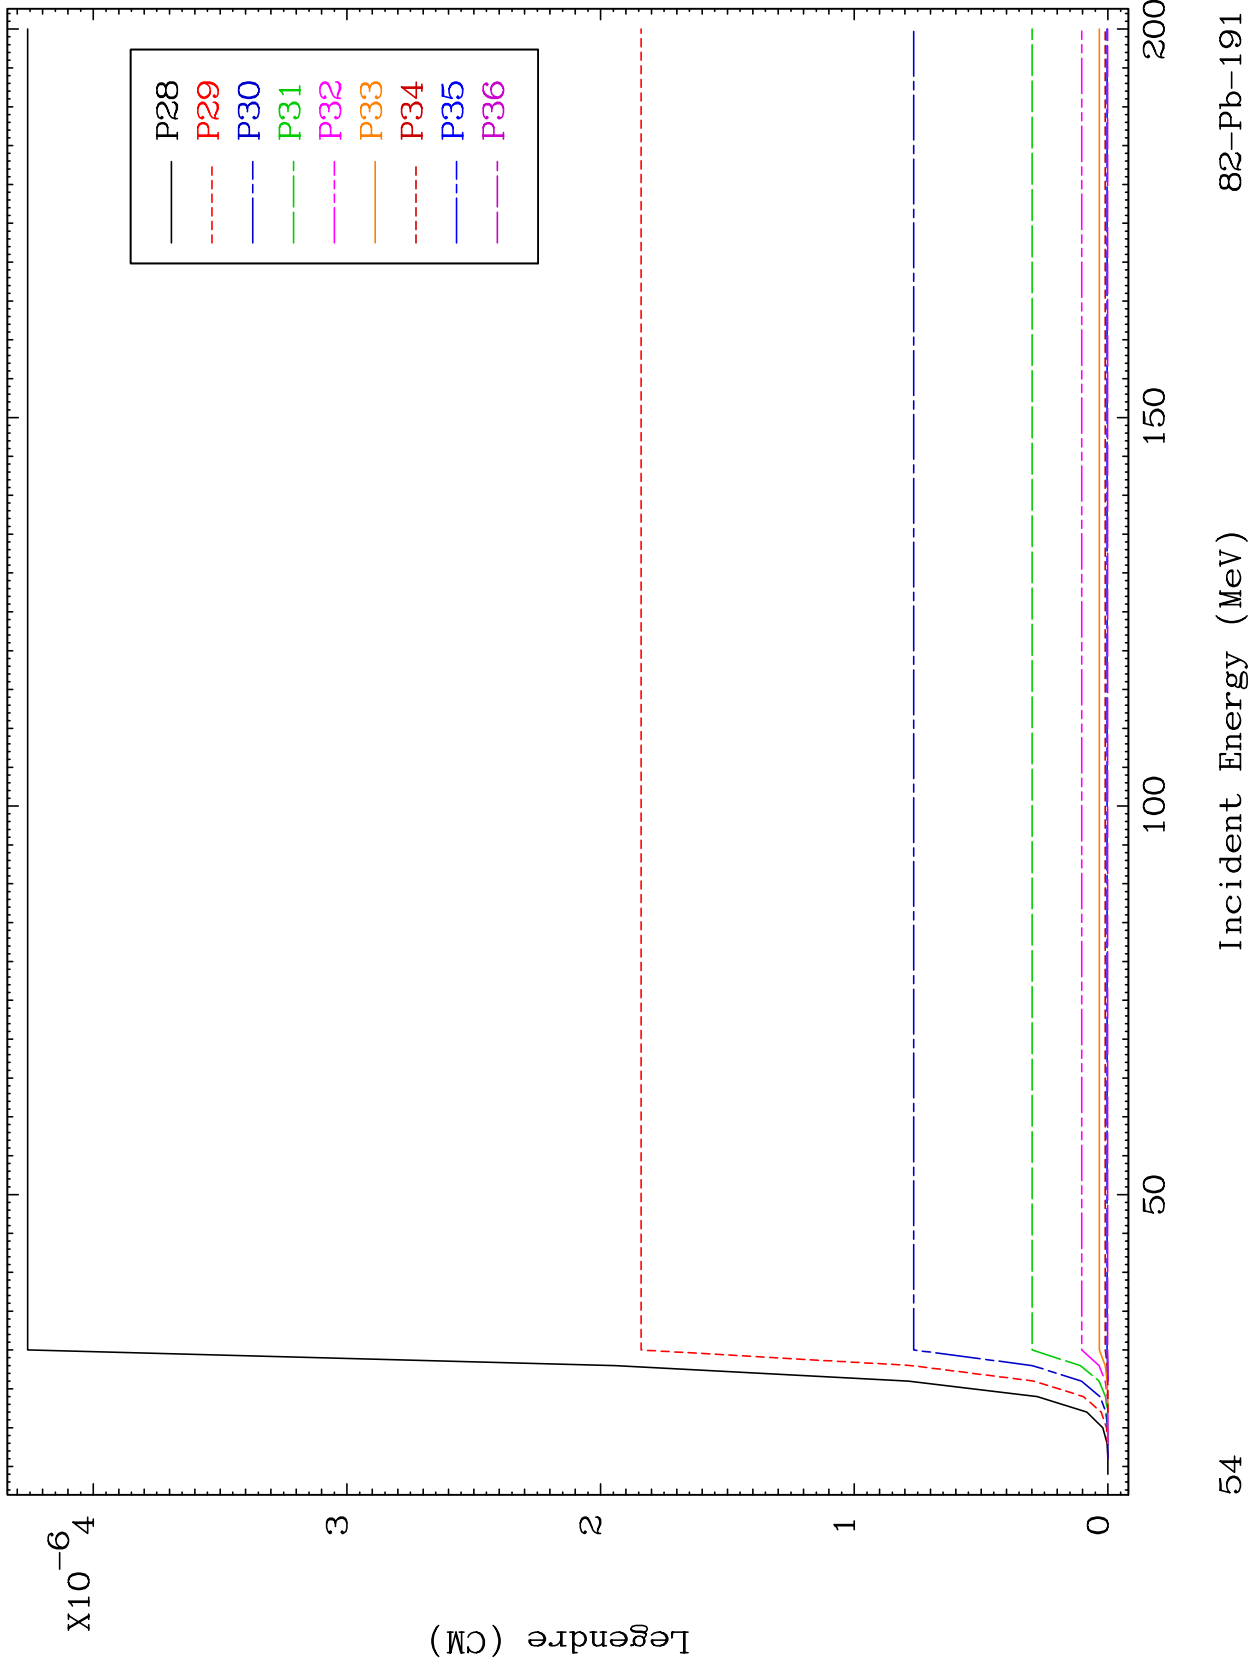 X10⁻⁶
4
3
2
1
0
Legendre (CM)
P28
P29
P30
P31
P32
P33
P34
P35
P36
50
100
150
200
54
Incident Energy (MeV)
82-Pb-191